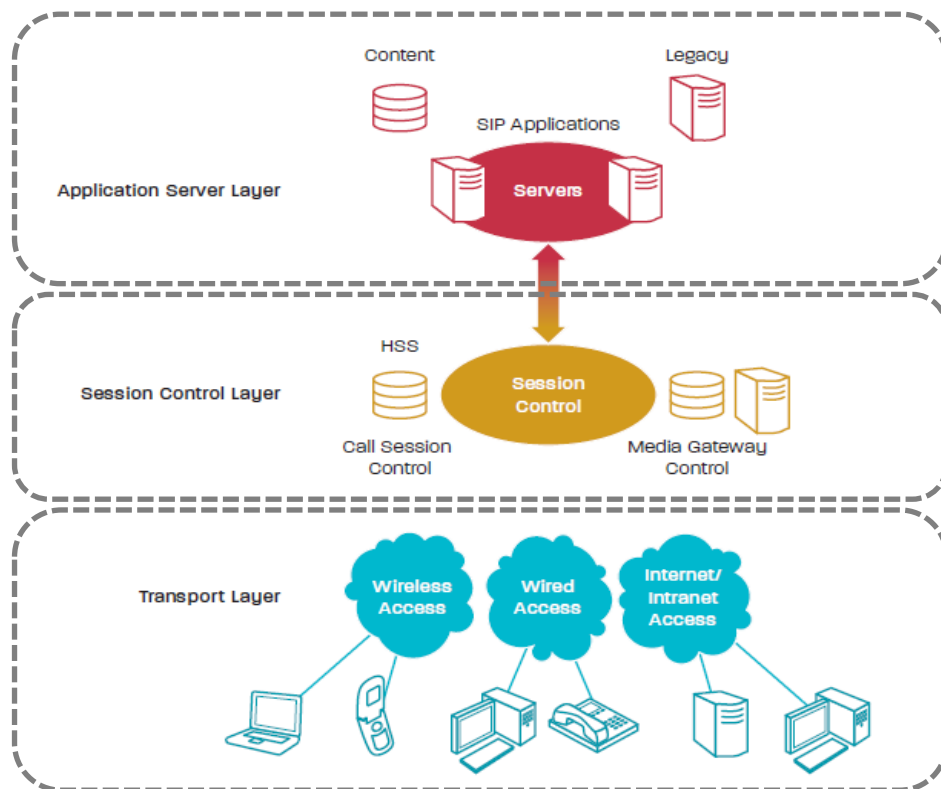 Content
Legacy
SIP Applications
Application Server Layer
Servers
HSS
Session Control Layer
Session
Control
Call Session
Control
Media Gateway
Control
Transport Layer
Wireless
Access
Wired
Access
Internet/
Intranet
Access